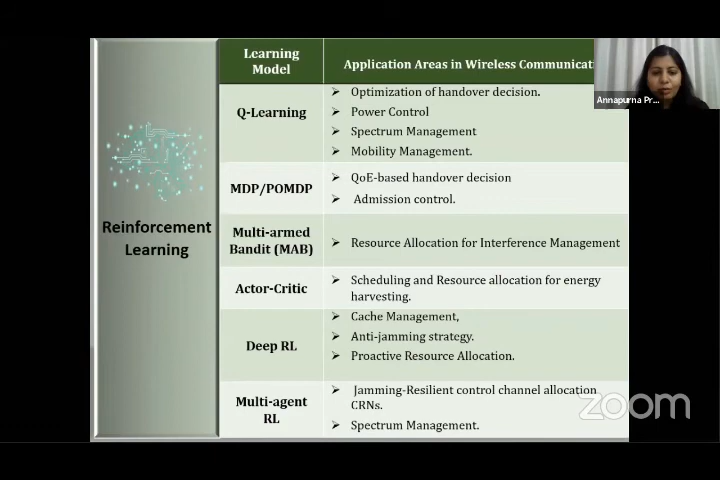 Learning
Model
Application Areas in Wireless Communicati
Annapurna Pr...
Reinforcement
Learning
Q-Learning
➢ Optimization of handover decision.
➢ Power Control
➢ Spectrum Management
➢ Mobility Management.
MDP/POMDP
➢ QoE-based handover decision
➢ Admission control.
Multi-armed
Bandit (MAB)
➢ Resource Allocation for Interference Management
Actor-Critic
➢ Scheduling and Resource allocation for energy
harvesting.
Deep RL
➢ Cache Management,
➢ Anti-jamming strategy.
➢ Proactive Resource Allocation.
Multi-agent
RL
➢ Jamming-Resilient control channel allocation
CRNs.
➢ Spectrum Management.
zoom